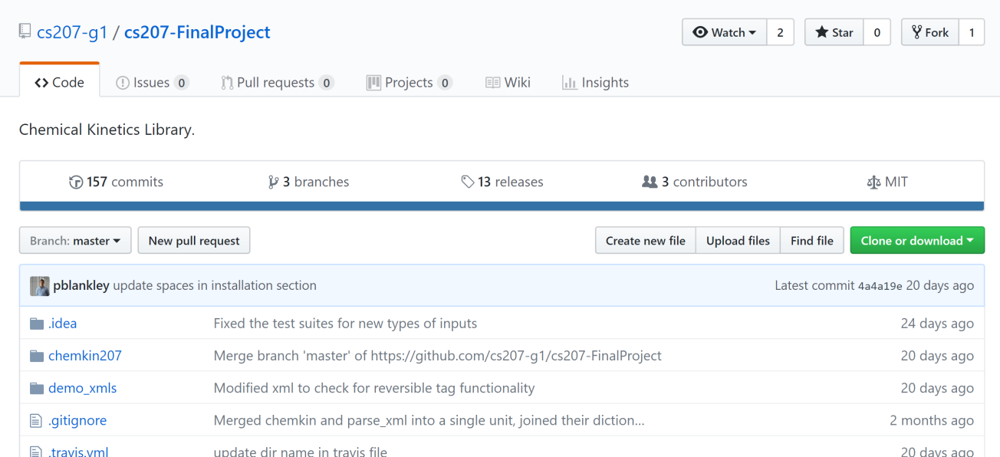 cs207-g1 / cs207-FinalProject Watch 2 Star 0 Fork 1
Code Issues 0 Pull requests 0 Projects 0 Wiki Insights
Chemical Kinetics Library.
157 commits 3 branches 13 releases 3 contributors MIT
Branch: master New pull request Create new file Upload files Find file Clone or download
pblankley update spaces in installation section Latest commit 4a4a19e 20 days ago
.idea Fixed the test suites for new types of inputs 24 days ago
chemkin207 Merge branch 'master' of https://github.com/cs207-g1/cs207-FinalProject 20 days ago
demo_xmls Modified xml to check for reversible tag functionality 20 days ago
.gitignore Merged chemkin and parse_xml into a single unit, joined their diction... 2 months ago
.travis.yml update dir name in travis file 20 days ago